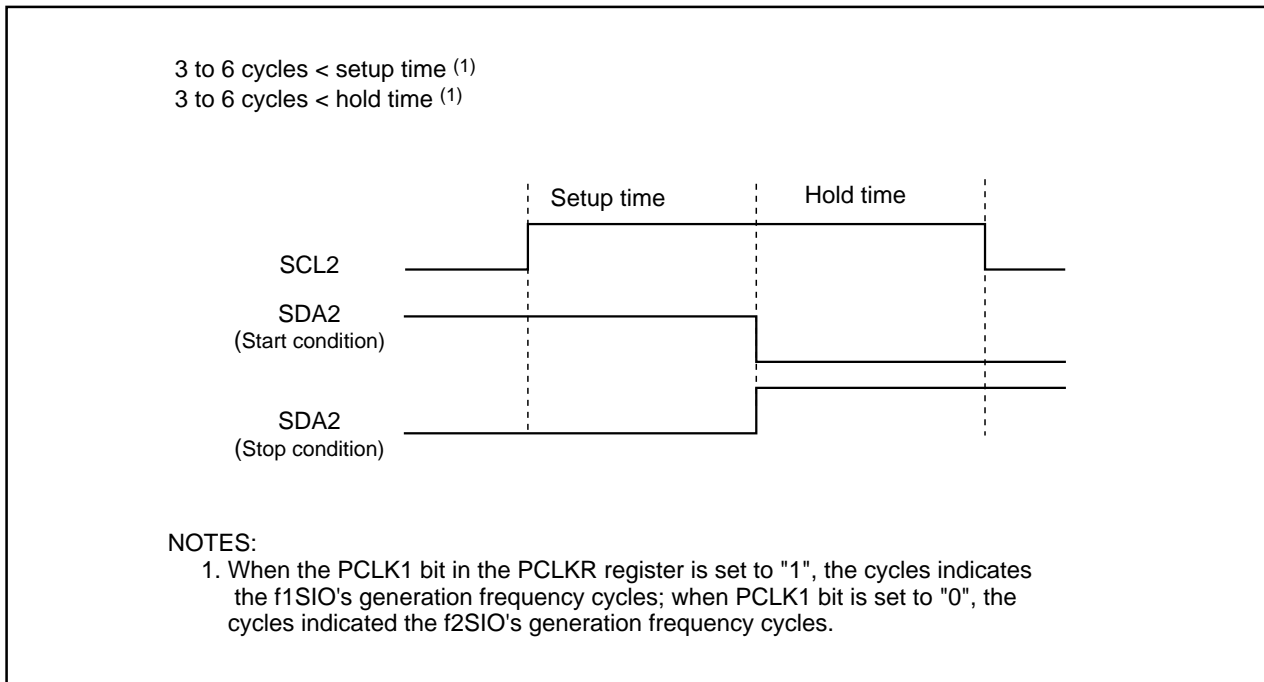 3 to 6 cycles < setup time (1)
3 to 6 cycles < hold time (1)
Setup time
Hold time
SCL2
SDA2
(Start condition)
SDA2
(Stop condition)
NOTES:
1. When the PCLK1 bit in the PCLKR register is set to "1", the cycles indicates
the f1SIO's generation frequency cycles; when PCLK1 bit is set to "0", the
cycles indicated the f2SIO's generation frequency cycles.